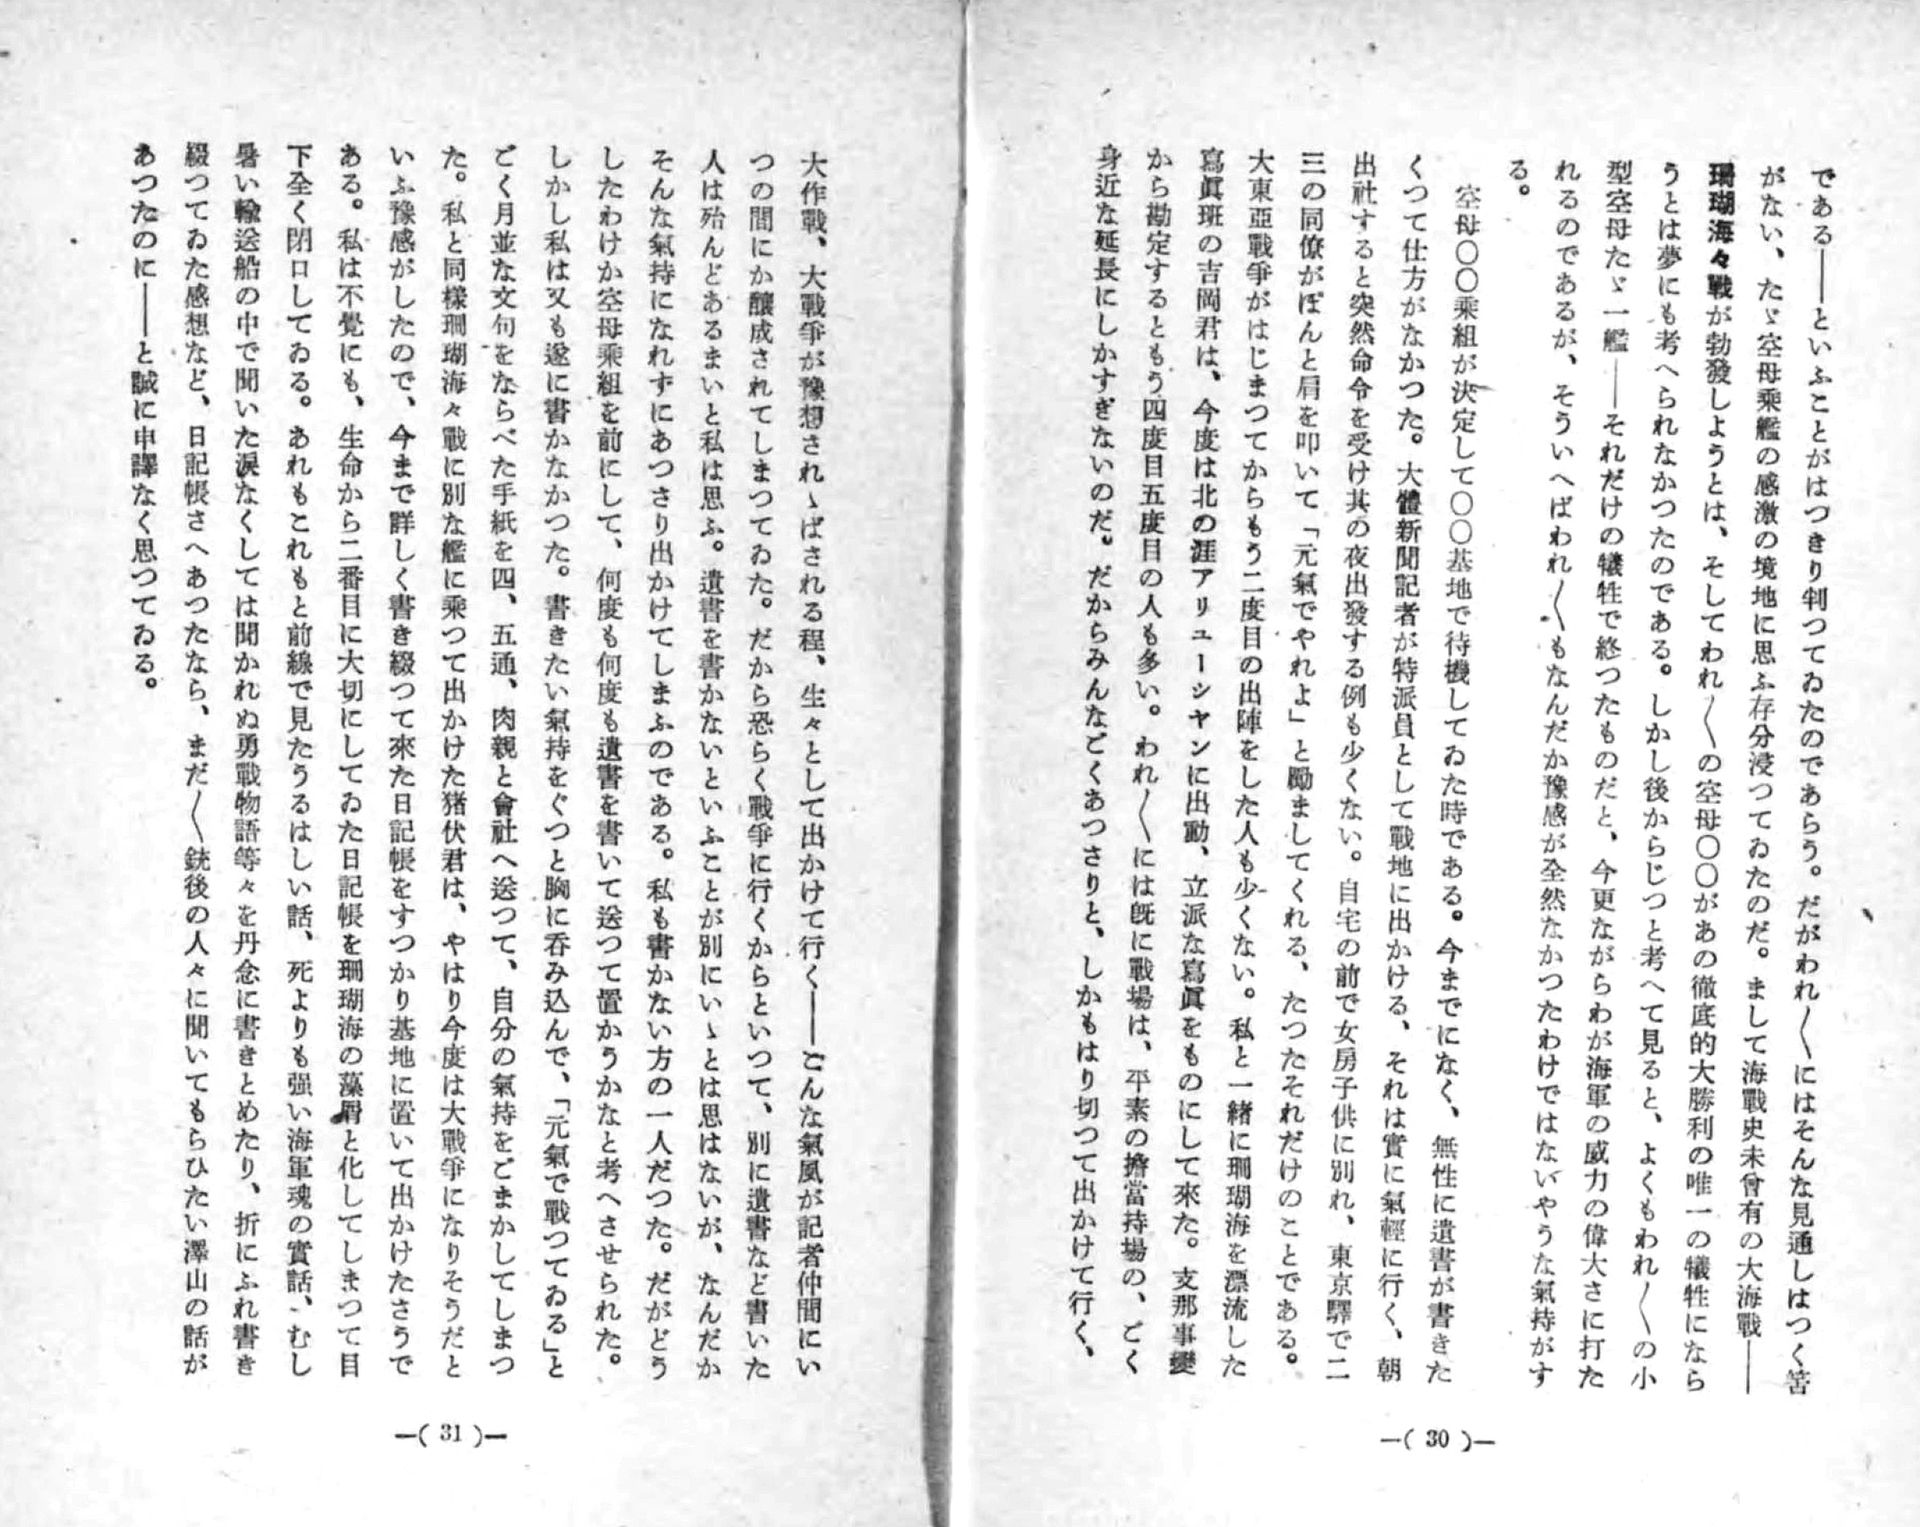 である――といふことがはつきり判つてゐたのであらう。だがわれ〳〵にはそんな見通しはつく筈
がない、たゞ空母乘艦の感激の境地に思ふ存分浸つてゐたのだ。まして海戰史未曾有の大海戰――
珊瑚海々戰が勃發しようとは、そしてわれ〳〵の空母〇〇があの徹底的大勝利の唯一の犠牲になら
うとは夢にも考へられなかつたのである。しかし後からじつと考へて見ると、よくもわれ〳〵の小
型空母たゞ一艦――それだけの犠牲で終つたものだと、今更ながらわが海軍の威力の偉大さに打た
れるのであるが、そういへばわれ〳〵もなんだか豫感が全然なかつたわけではないやうな氣持がす
る。
空母〇〇乘組が決定して〇〇基地で待機してゐた時である。今までになく、無性に遺書が書きた
くつて仕方がなかつた。大體新聞記者が特派員として戰地に出かける、それは實に氣輕に行く、朝
出社すると突然命令を受け其の夜出發する例も少くない。自宅の前で女房子供に別れ、東京驛で二
三の同僚がぽんと肩を叩いて「元氣でやれよ」と勵ましてくれる、たつたそれだけのことである。
大東亞戰爭がはじまつてからもう二度目の出陣をした人も少くない。私と一緒に珊瑚海を漂流した
寫眞班の吉岡君は、今度は北の涯アリューシヤンに出動、立派な寫眞をものにして來た。支那事變
から勘定するともう四度目五度目の人も多い。われ〳〵には旣に戰場は、平素の擔當持場の、ごく
身近な延長にしかすぎないのだ。だからみんなごくあつさりと、しかもはり切つて出かけて行く、
―( 30 )―
大作戰、大戰爭が豫想されゝばされる程、生々として出かけて行く――こんな氣風が記者仲間にい
つの間にか釀成されてしまつてゐた。だから恐らく戰爭に行くからといつて、別に遺書など書いた
人は殆んどあるまいと私は思ふ。遺書を書かないといふことが別にいゝとは思はないが、なんだか
そんな氣持になれずにあつさり出かけてしまふのである。私も書かない方の一人だつた。だがどう
したわけか空母乘組を前にして、何度も何度も遺書を書いて送つて置かうかなと考へさせられた。
しかし私は又も遂に書かなかつた。書きたい氣持をぐつと胸に呑み込んで、「元氣で戰つてゐる」と
ごく月並な文句をならべた手紙を四、五通、肉親と會社へ送つて、自分の氣持をごまかしてしまつ
た。私と同樣珊瑚海々戰に別な艦に乘つて出かけた猪伏君は、やはり今度は大戰爭になりそうだと
いふ豫感がしたので、今まで詳しく書き綴つて來た日記帳をすつかり基地に置いて出かけたさうで
ある。私は不覺にも、生命から二番目に大切にしてゐた日記帳を珊瑚海の藻屑と化してしまつて目
下全く閉口してゐる。あれもこれもと前線で見たうるはしい話、死よりも强い海軍魂の實話、むし
暑い輸送船の中で聞いた淚なくしては聞かれぬ勇戰物語等々を丹念に書きとめたり、折にふれ書き
綴つてゐた感想など、日記帳さへあつたなら、まだ〳〵銃後の人々に聞いてもらひたい澤山の話が
あつたのに――と誠に申譯なく思つてゐる。
―( 31 )―